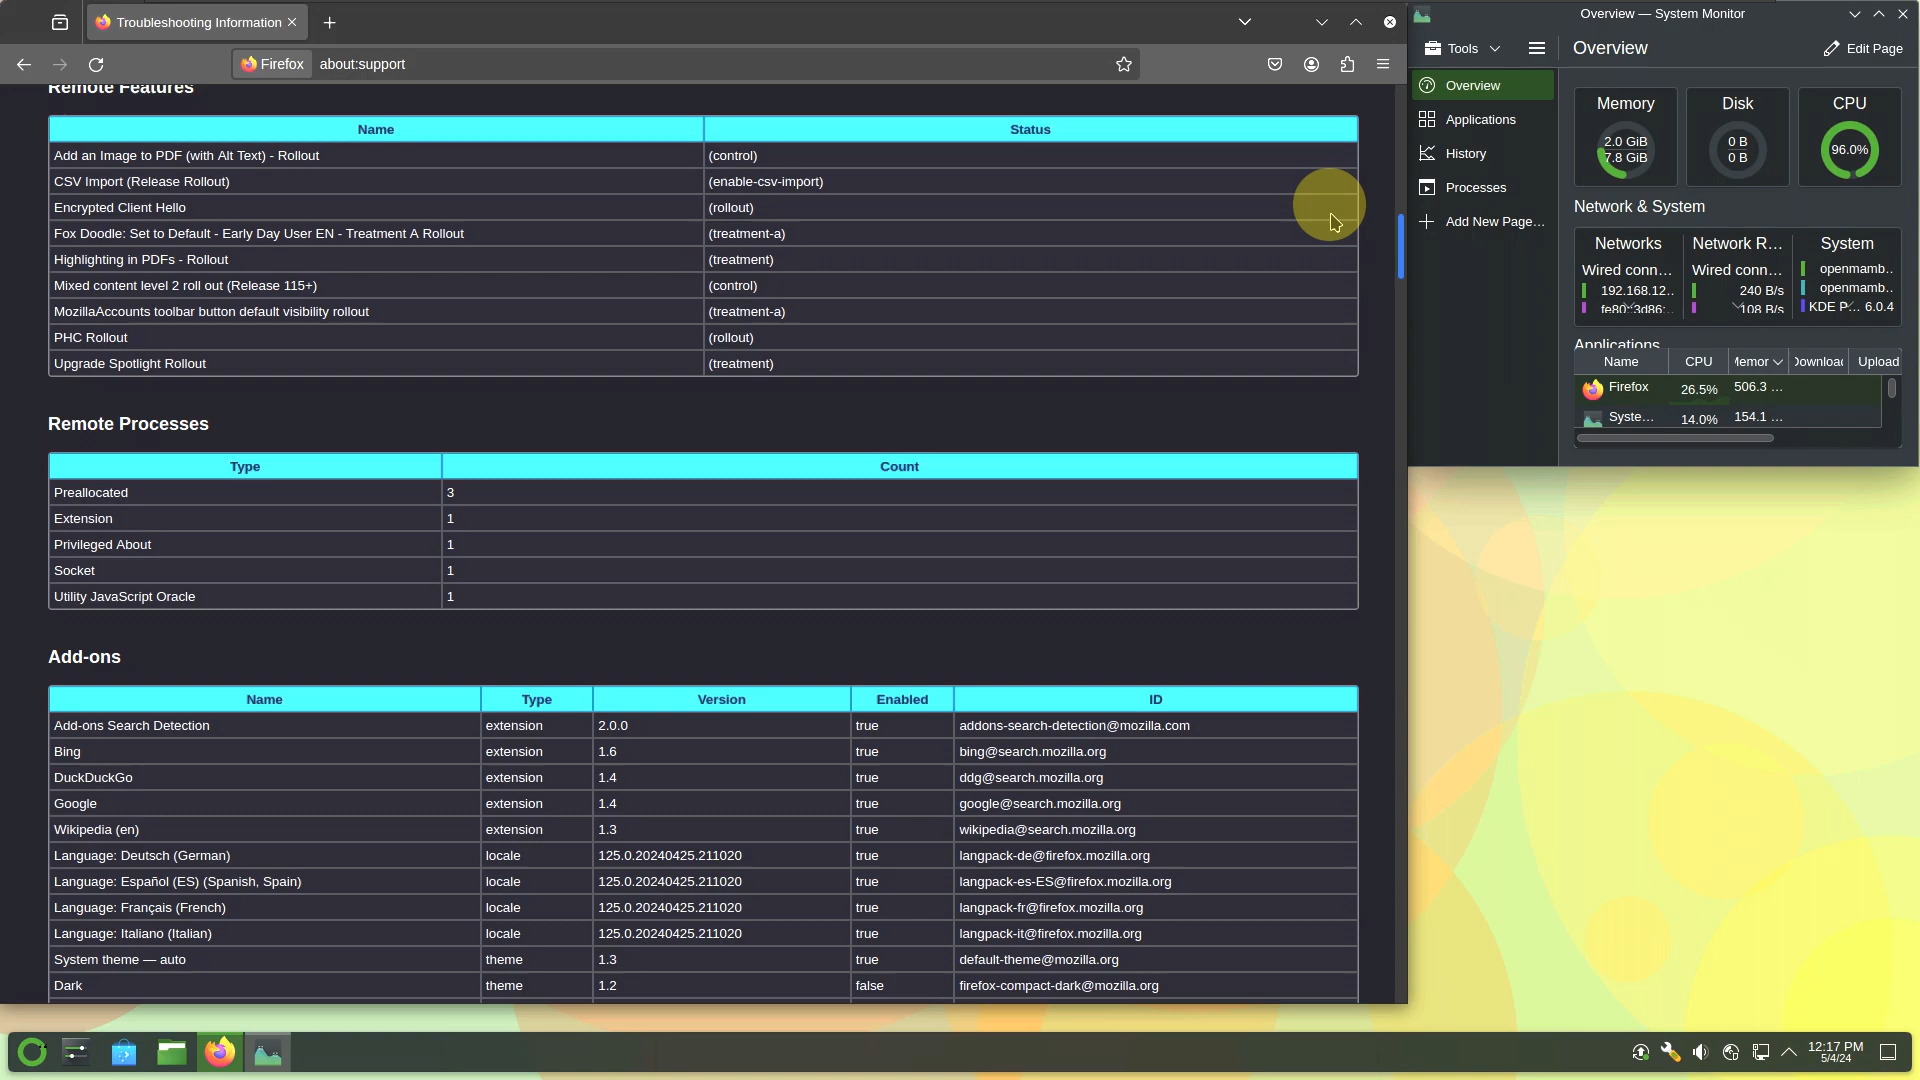 Troubleshooting Information
Firefox about:support
Remote Features
Name Status
Add an Image to PDF (with Alt Text) - Rollout (control)
CSV Import (Release Rollout) (enable-csv-import)
Encrypted Client Hello (rollout)
Fox Doodle: Set to Default - Early Day User EN - Treatment A Rollout (treatment-a)
Highlighting in PDFs - Rollout (treatment)
Mixed content level 2 roll out (Release 115+) (control)
MozillaAccounts toolbar button default visibility rollout (treatment-a)
PHC Rollout (rollout)
Upgrade Spotlight Rollout (treatment)
Remote Processes
Type Count
Preallocated 3
Extension 1
Privileged About 1
Socket 1
Utility JavaScript Oracle 1
Add-ons
Name Type Version Enabled ID
Add-ons Search Detection extension 2.0.0 true addons-search-detection@mozilla.com
Bing extension 1.6 true bing@search.mozilla.org
DuckDuckGo extension 1.4 true ddg@search.mozilla.org
Google extension 1.4 true google@search.mozilla.org
Wikipedia (en) extension 1.3 true wikipedia@search.mozilla.org
Language: Deutsch (German) locale 125.0.20240425.211020 true langpack-de@firefox.mozilla.org
Language: Español (ES) (Spanish, Spain) locale 125.0.20240425.211020 true langpack-es-ES@firefox.mozilla.org
Language: Français (French) locale 125.0.20240425.211020 true langpack-fr@firefox.mozilla.org
Language: Italiano (Italian) locale 125.0.20240425.211020 true langpack-it@firefox.mozilla.org
System theme — auto theme 1.3 true default-theme@mozilla.org
Dark theme 1.2 false firefox-compact-dark@mozilla.org
Overview — System Monitor
Tools Overview Edit Page
Overview
Applications
History
Processes
Add New Page...
Memory Disk CPU
2.0 GiB 0 B 96.0%
7.8 GiB 0 B
Network & System
Networks Network R... System
Wired conn... Wired conn... openmamb..
192.168.12.. 240 B/s openmamb..
fe80::3d86:.. 108 B/s KDE P... 6.0.4
Applications
Name CPU Memor Download Upload
Firefox 26.5% 506.3 ...
Syste... 14.0% 154.1 ...
12:17 PM
5/4/24